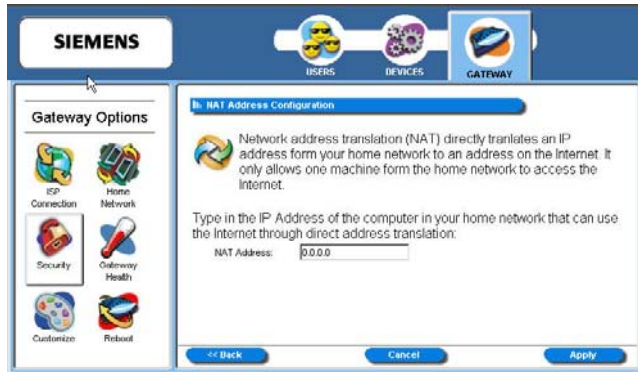 SIEMENS
USERS
DEVICES
GATEWAY
Gateway Options
ISP
Connection
Home
Network
Security
Gateway
Health
Customize
Reboot
NAT Address Configuration
Network address translation (NAT) directly tranlates an IP
address form your home network to an address on the Internet. It
only allows one machine form the home network to access the
Internet.
Type in the IP Address of the computer in your home network that can use
the Internet through direct address translation:
NAT Address: 0.0.0.0
<< Back
Cancel
Apply